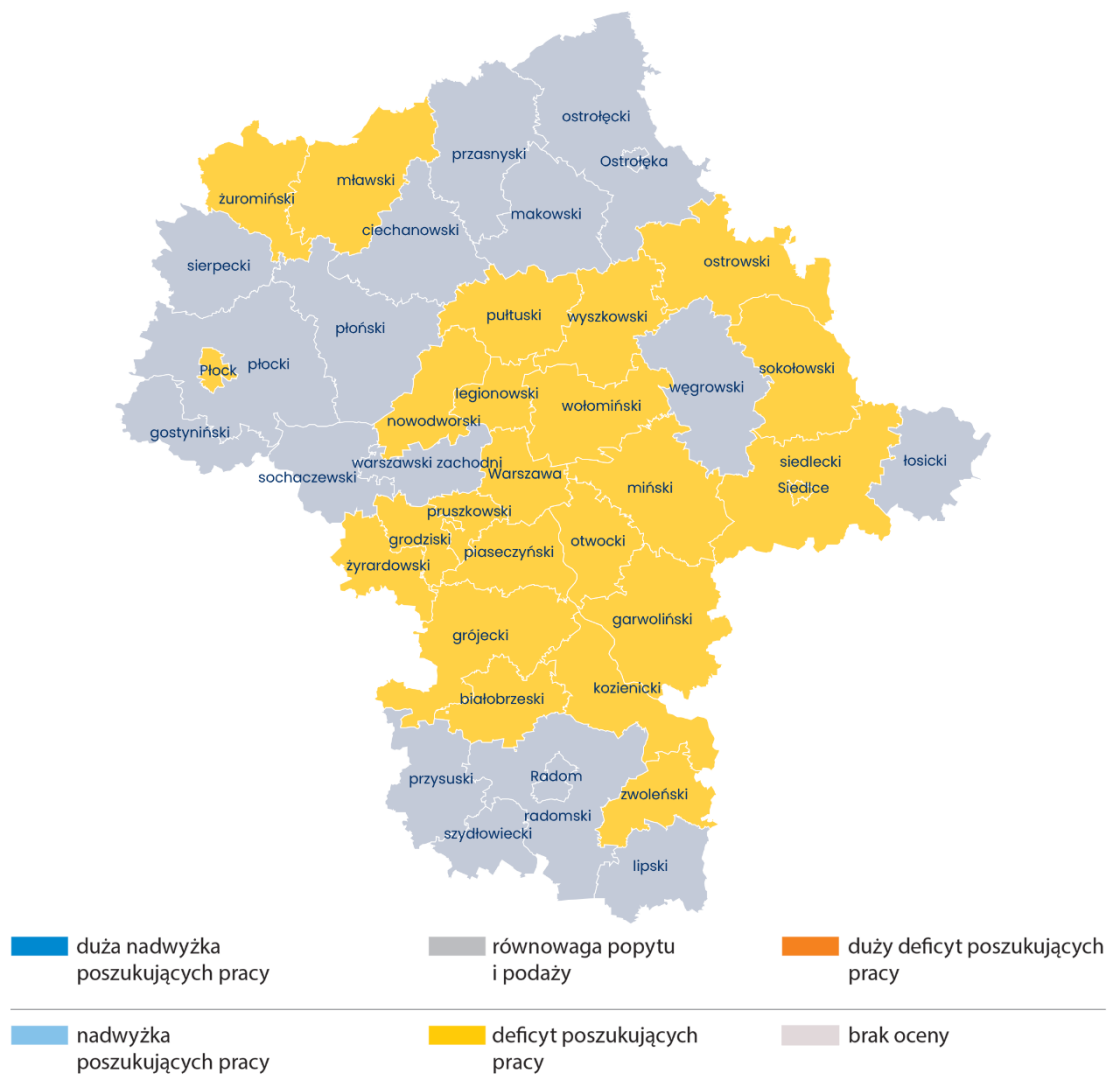 ostrołęcki
przasnyski
Ostrołęka
mławski
żuromiński
makowski
ciechanowski
sierpecki
ostrowski
pułtuski
wyszkowski
płoński
płocki
Płock
sokołowski
węgrowski
legionowski
wołomiński
nowodworski
gostyniński
warszawski zachodni
siedlecki
łosicki
sochaczewski
Warszawa
miński
Siedlce
pruszkowski
grodziski
otwocki
piaseczyński
żyrardowski
garwoliński
grójecki
kozienicki
białobrzeski
Radom
przysuski
zwoleński
radomski
szydłowiecki
lipski
duża nadwyżka
poszukujących pracy
równowaga popytu
i podaży
duży deficyt poszukujących
pracy
nadwyżka
poszukujących pracy
deficyt poszukujących
pracy
brak oceny